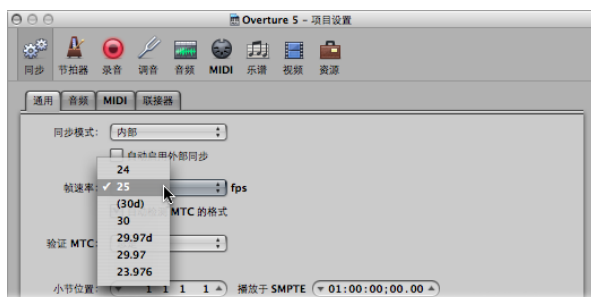 Overture 5 – 项目设置
同步 节拍器 录音 调音 音频 MIDI 乐谱 视频 资源
通用 音频 MIDI 联接器
同步模式: 内部
自动启用外部同步
24
帧速率: ✓ 25 fps
(30d)
MTC 的格式
30
29.97d
验证 MTC:
29.97
23.976
小节位置: 1 1 1 1 播放于 SMPTE 01:00:00;00.00